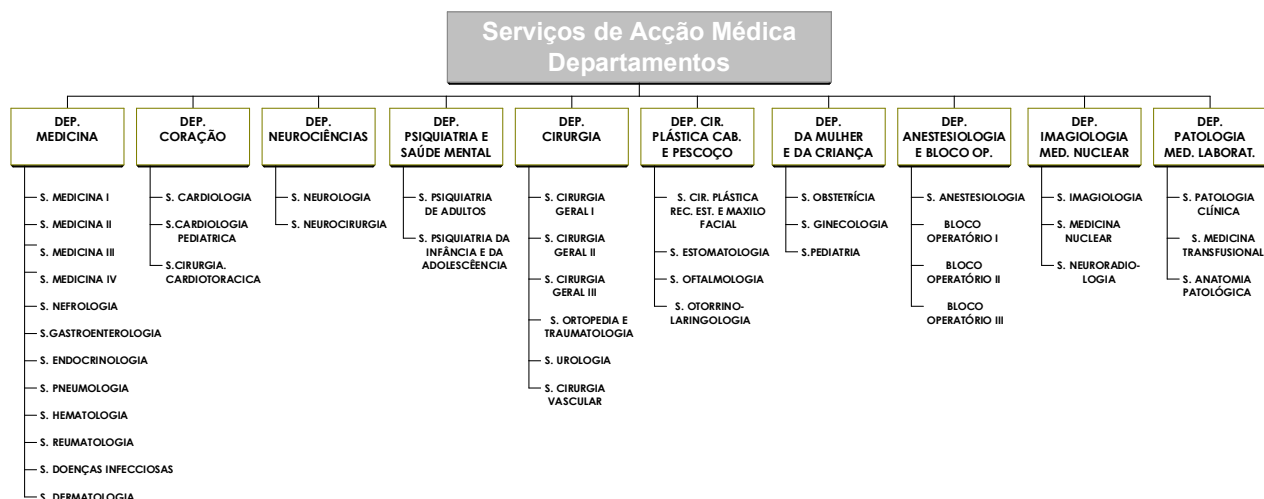 Serviços de Acção Médica
Departamentos
DEP.
MEDICINA
S. MEDICINA I
S. MEDICINA II
S. MEDICINA III
S. MEDICINA IV
S. NEFROLOGIA
S.GASTROENTEROLOGIA
S. ENDOCRINOLOGIA
S. PNEUMOLOGIA
S. HEMATOLOGIA
S. REUMATOLOGIA
S. DOENÇAS INFECCIOSAS
S. DERMATOLOGIA
DEP.
CORAÇÃO
S. CARDIOLOGIA
S.CARDIOLOGIA
PEDIATRICA
S.CIRURGIA.
CARDIOTORACICA
DEP.
NEUROCIÊNCIAS
S. NEUROLOGIA
S. NEUROCIRURGIA
DEP.
PSIQUIATRIA E
SAÚDE MENTAL
S. PSIQUIATRIA
DE ADULTOS
S. PSIQUIATRIA DA
INFÂNCIA E DA
ADOLESCÊENCIA
DEP.
CIRURGIA
S. CIRURGIA
GERAL I
S. CIRURGIA
GERAL II
S. CIRURGIA
GERAL III
S. ORTOPEDIA E
TRAUMATOLOGIA
S. UROLOGIA
S. CIRURGIA
VASCULAR
DEP. CIR.
PLÁSTICA CAB.
E PESCOÇO
S. CIR. PLÁSTICA
REC. EST. E MAXILO
FACIAL
S. ESTOMATOLOGIA
S. OFTALMOLOGIA
S. OTORRINO-
LARINGOLOGIA
DEP.
DA MULHER
E DA CRIANÇA
S. OBSTETRÍCIA
S. GINECOLOGIA
S.PEDIATRIA
DEP.
ANESTESIOLOGIA
E BLOCO OP.
S. ANESTESIOLOGIA
BLOCO
OPERATÓRIO I
BLOCO
OPERATÓRIO II
BLOCO
OPERATÓRIO III
DEP.
IMAGIOLOGIA
MED. NUCLEAR
S. IMAGIOLOGIA
S. MEDICINA
NUCLEAR
S. NEURORADIO-
LOGIA
DEP.
PATOLOGIA
MED. LABORAT.
S. PATOLOGIA
CLÍNICA
S. MEDICINA
TRANSFUSIONAL
S. ANATOMIA
PATOLÓGICA